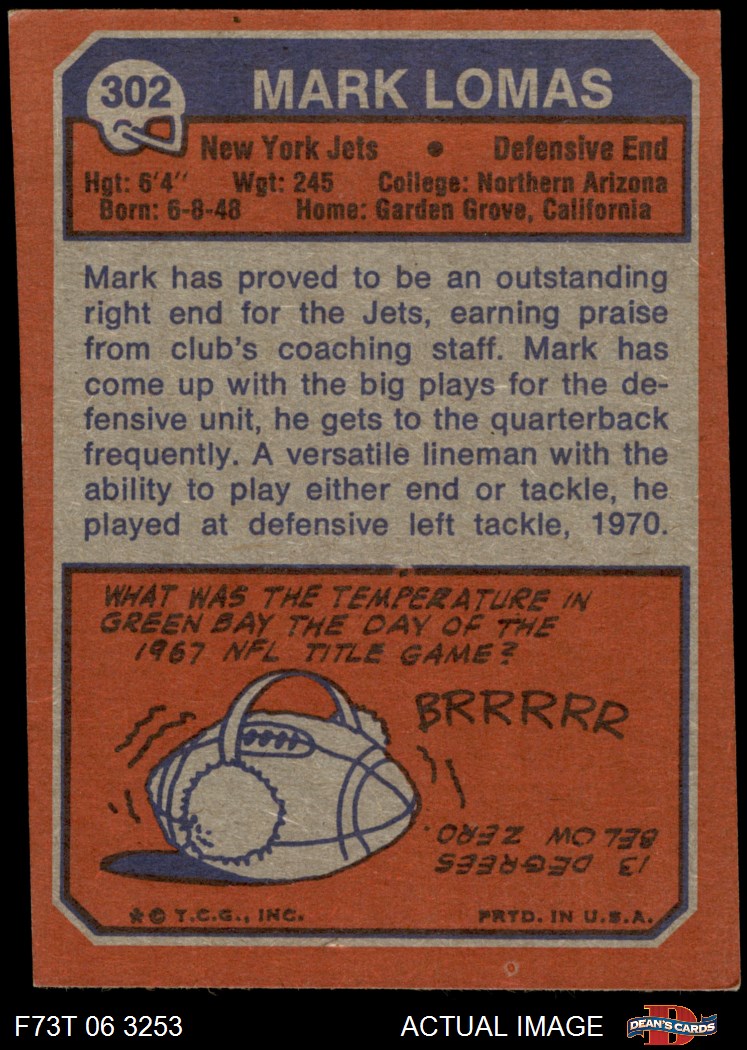 302
MARK LOMAS
New York Jets • Defensive End
Hgt: 6'4" Wgt: 245 College: Northern Arizona
Born: 6-8-48 Home: Garden Grove, California
Mark has proved to be an outstanding
right end for the Jets, earning praise
from club's coaching staff. Mark has
come up with the big plays for the de-
fensive unit, he gets to the quarterback
frequently. A versatile lineman with the
ability to play either end or tackle, he
played at defensive left tackle, 1970.
WHAT WAS THE TEMPERATURE IN
GREEN BAY THE DAY OF THE
1967 NFL TITLE GAME?
BRRRRR
13 DEGREES
BELOW ZERO.
★ © T.C.G., INC. PRTD. IN U.S.A.
F73T 06 3253 ACTUAL IMAGE
D
DEAN'S CARDS